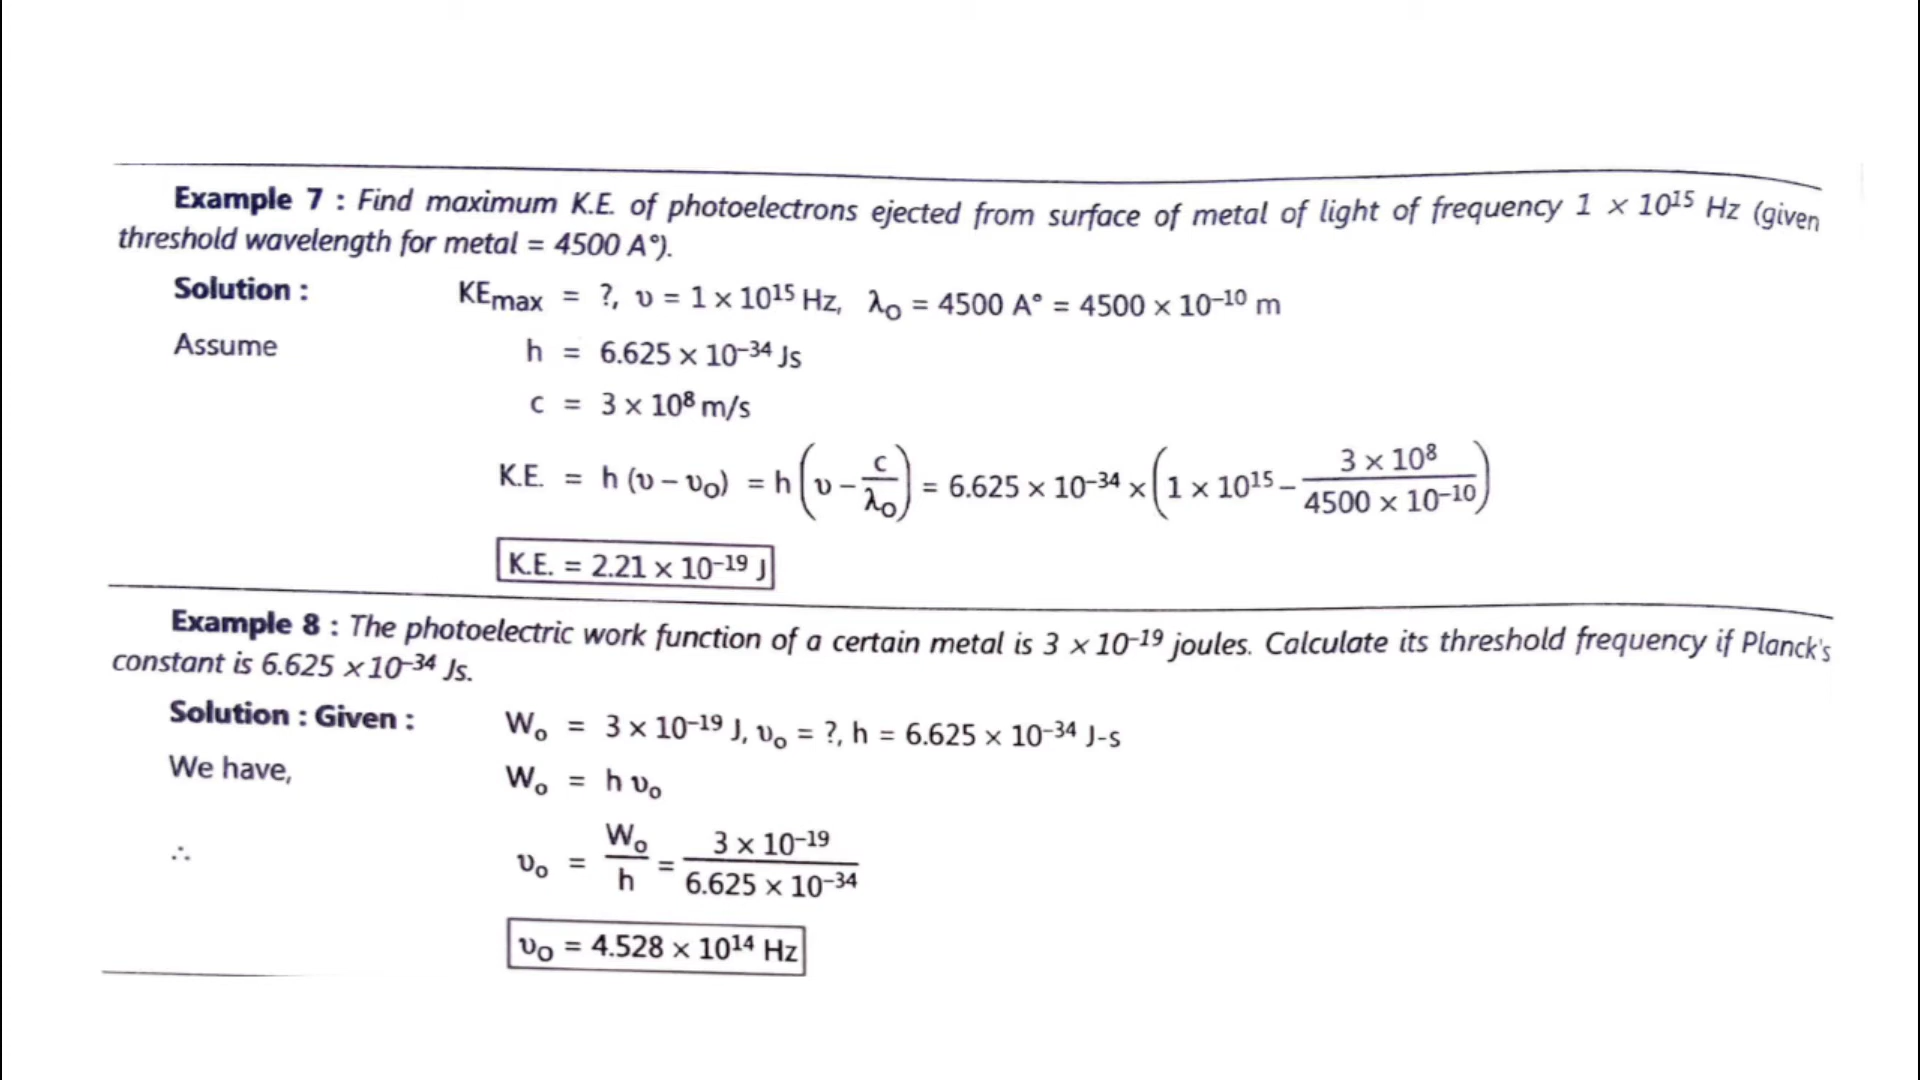 Example 7 : Find maximum K.E. of photoelectrons ejected from surface of metal of light of frequency 1 × 10¹⁵ Hz (given
threshold wavelength for metal = 4500 A°).
Solution : KEmax = ?, υ = 1 × 10¹⁵ Hz, λₒ = 4500 A° = 4500 × 10⁻¹⁰ m
Assume h = 6.625 × 10⁻³⁴ Js
c = 3 × 10⁸ m/s
K.E. = h (υ – υₒ) = h (υ – c/λₒ) = 6.625 × 10⁻³⁴ × (1 × 10¹⁵ – 3 × 10⁸/4500 × 10⁻¹⁰)
K.E. = 2.21 × 10⁻¹⁹ J
Example 8 : The photoelectric work function of a certain metal is 3 × 10⁻¹⁹ joules. Calculate its threshold frequency if Planck's
constant is 6.625 × 10⁻³⁴ Js.
Solution : Given : Wₒ = 3 × 10⁻¹⁹ J, υₒ = ?, h = 6.625 × 10⁻³⁴ J-s
We have, Wₒ = h υₒ
∴ υₒ = Wₒ/h = 3 × 10⁻¹⁹/6.625 × 10⁻³⁴
υₒ = 4.528 × 10¹⁴ Hz